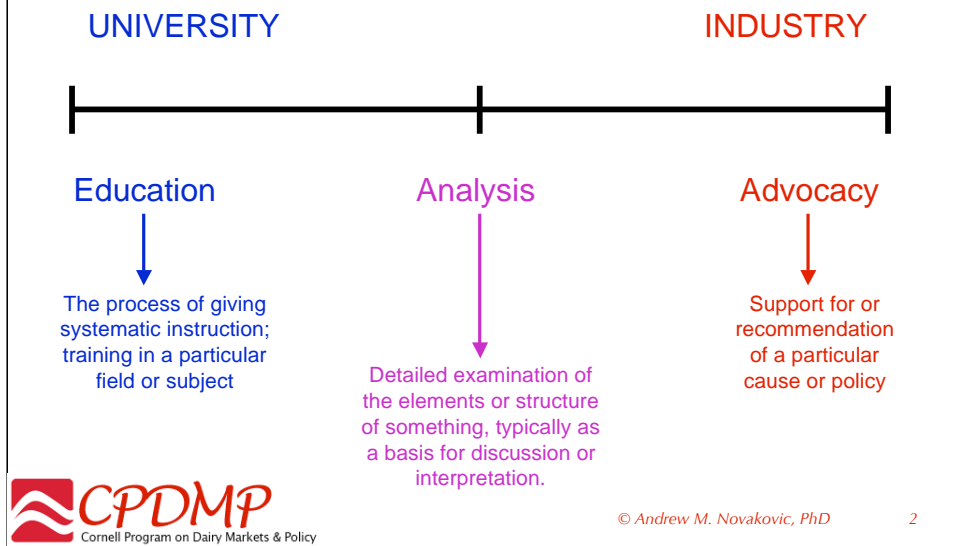 UNIVERSITY
INDUSTRY
Education
Analysis
Advocacy
The process of giving
systematic instruction;
training in a particular
field or subject
Detailed examination of
the elements or structure
of something, typically as
a basis for discussion or
interpretation.
Support for or
recommendation
of a particular
cause or policy
CPDMP
Cornell Program on Dairy Markets & Policy
© Andrew M. Novakovic, PhD
2